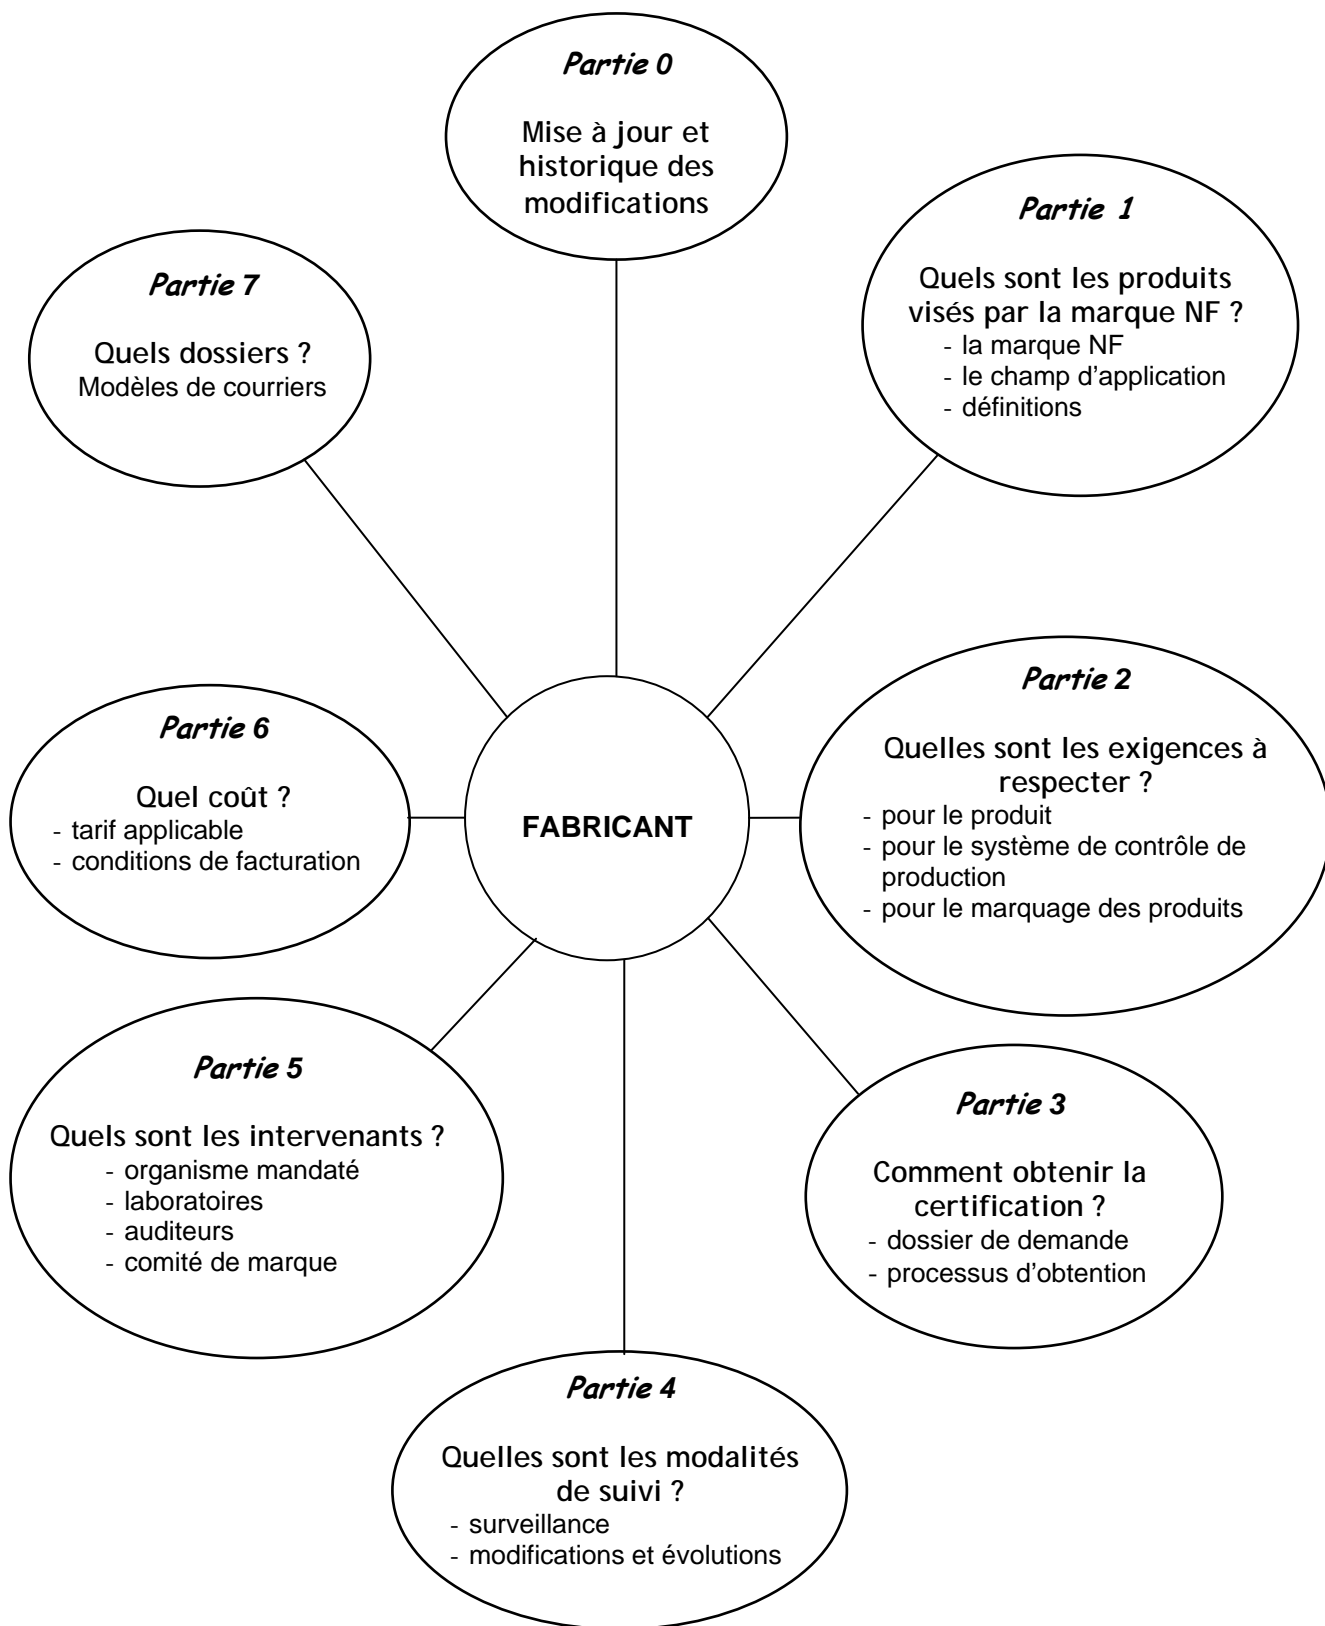 Partie 0
Mise à jour et
historique des
modifications
Partie 1
Quels sont les produits
visés par la marque NF ?
- la marque NF
- le champ d'application
- définitions
Partie 7
Quels dossiers ?
Modèles de courriers
Partie 2
Quelles sont les exigences à
respecter ?
- pour le produit
- pour le système de contrôle de
production
- pour le marquage des produits
Partie 6
Quel coût ?
- tarif applicable
- conditions de facturation
FABRICANT
Partie 5
Quels sont les intervenants ?
- organisme mandaté
- laboratoires
- auditeurs
- comité de marque
Partie 3
Comment obtenir la
certification ?
- dossier de demande
- processus d'obtention
Partie 4
Quelles sont les modalités
de suivi ?
- surveillance
- modifications et évolutions